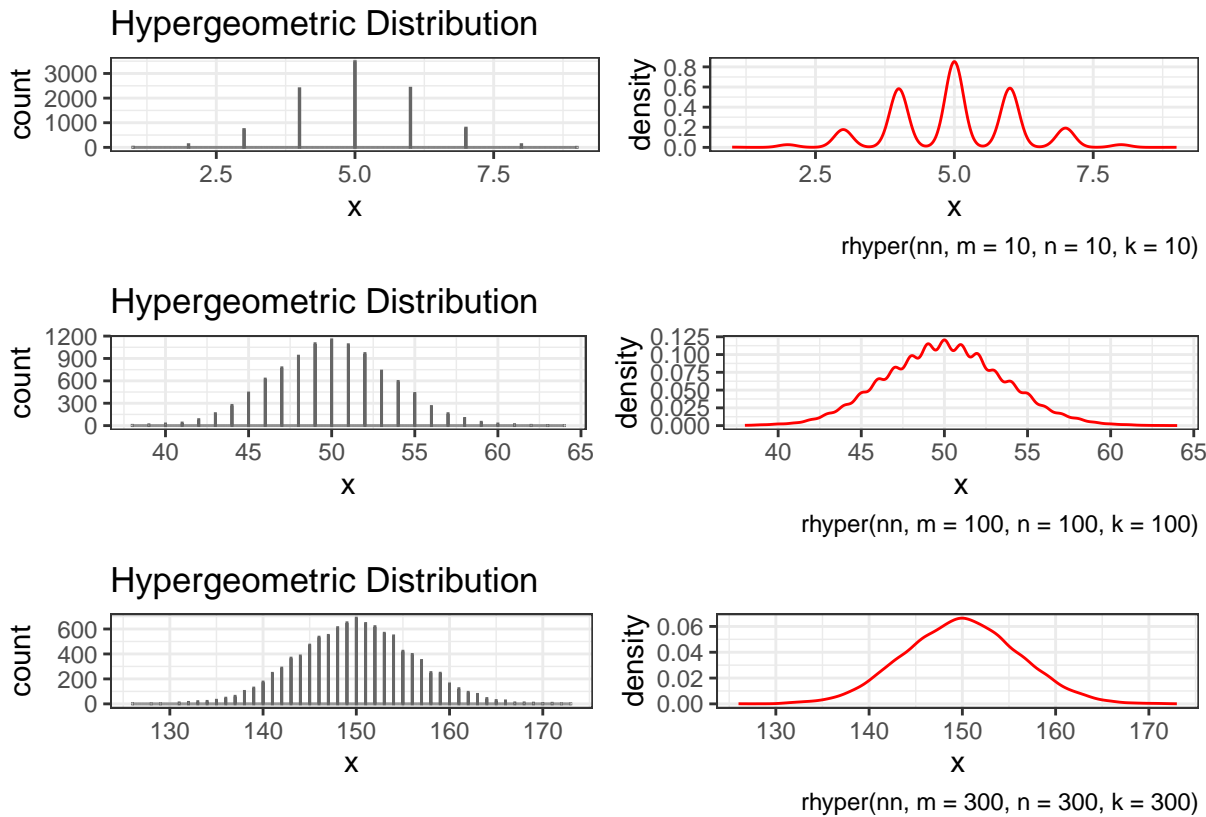 Hypergeometric Distribution
count
3000
2000
1000
0
2.5 5.0 7.5
x
density
0.8
0.6
0.4
0.2
0.0
2.5 5.0 7.5
x
rhyper(nn, m = 10, n = 10, k = 10)
Hypergeometric Distribution
count
1200
900
600
300
0
40 45 50 55 60 65
x
density
0.125
0.100
0.075
0.050
0.025
0.000
40 45 50 55 60 65
x
rhyper(nn, m = 100, n = 100, k = 100)
Hypergeometric Distribution
count
600
400
200
0
130 140 150 160 170
x
density
0.06
0.04
0.02
0.00
130 140 150 160 170
x
rhyper(nn, m = 300, n = 300, k = 300)